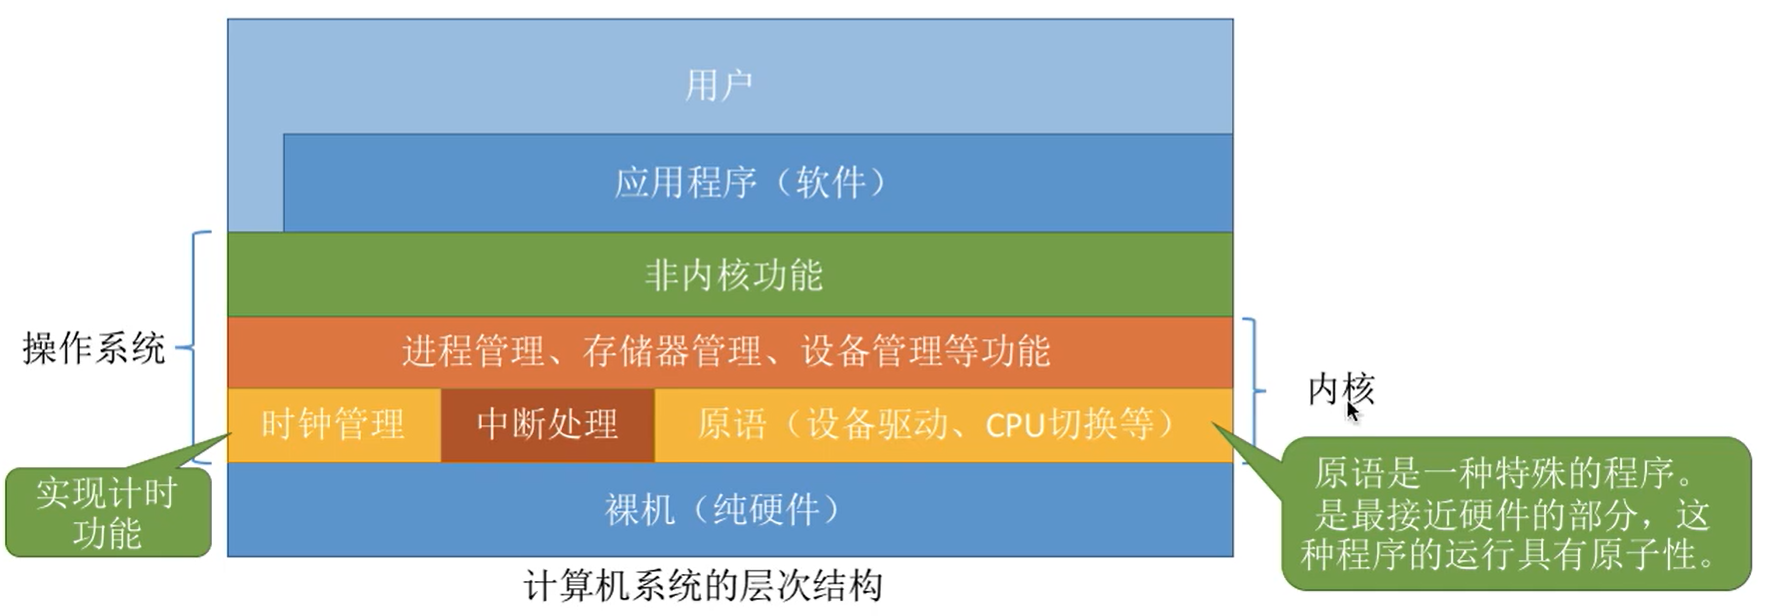 用户
应用程序（软件）
非内核功能
操作系统
进程管理、存储器管理、设备管理等功能
内核
时钟管理
中断处理
原语（设备驱动、CPU切换等）
实现计时
功能
裸机（纯硬件）
原语是一种特殊的程序。
是最接近硬件的部分，这
种程序的运行具有原子性。
计算机系统的层次结构